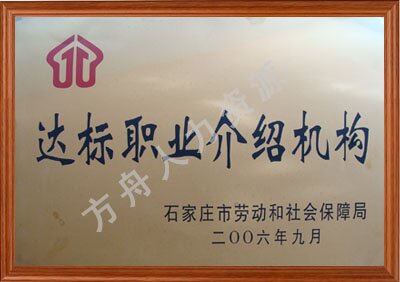 达标职业介绍机构
石家庄市劳动和社会保障局
二〇〇六年九月
方舟人力资源